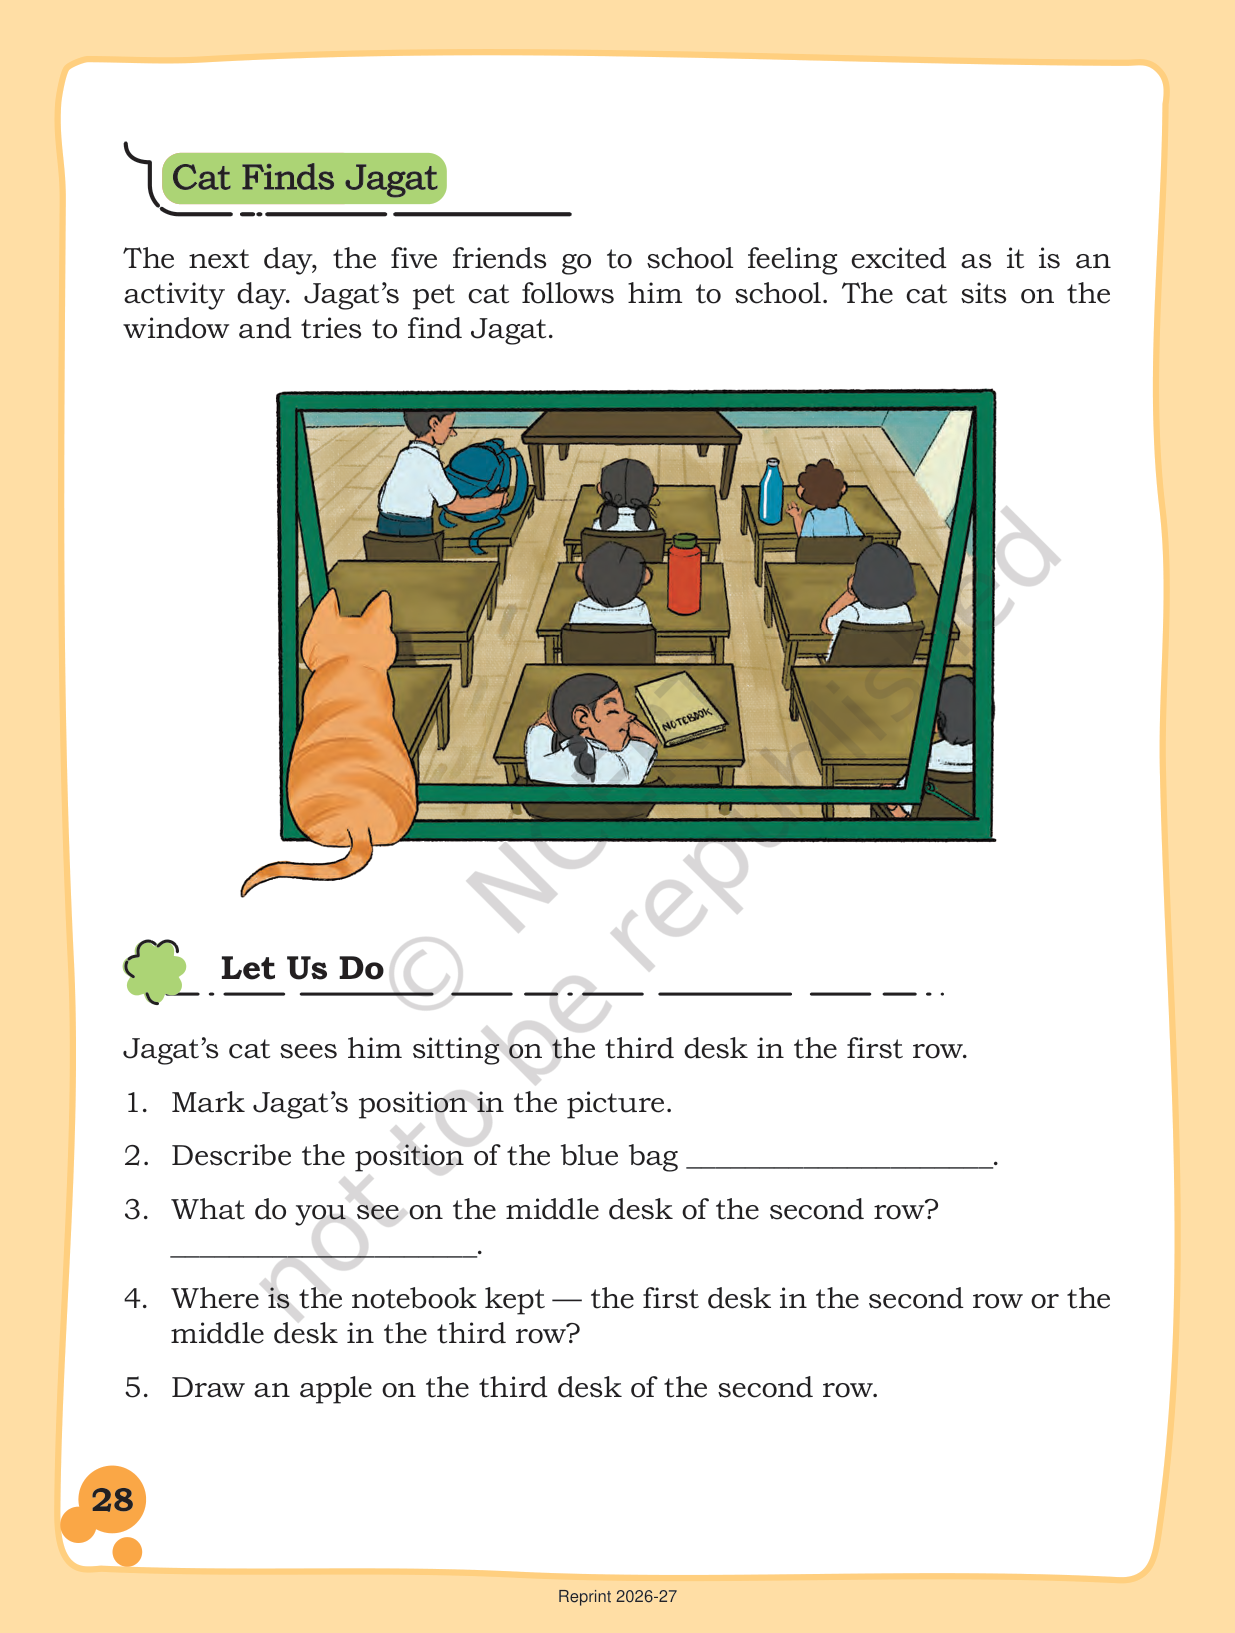 Cat Finds Jagat
The next day, the five friends go to school feeling excited as it is an
activity day. Jagat’s pet cat follows him to school. The cat sits on the
window and tries to find Jagat.
NOTEBOOK
Let Us Do
Jagat’s cat sees him sitting on the third desk in the first row.
1. Mark Jagat’s position in the picture.
2. Describe the position of the blue bag ____________________.
3. What do you see on the middle desk of the second row?
____________________.
4. Where is the notebook kept — the first desk in the second row or the
middle desk in the third row?
5. Draw an apple on the third desk of the second row.
© NCERT
not to be republished
28
Reprint 2026-27